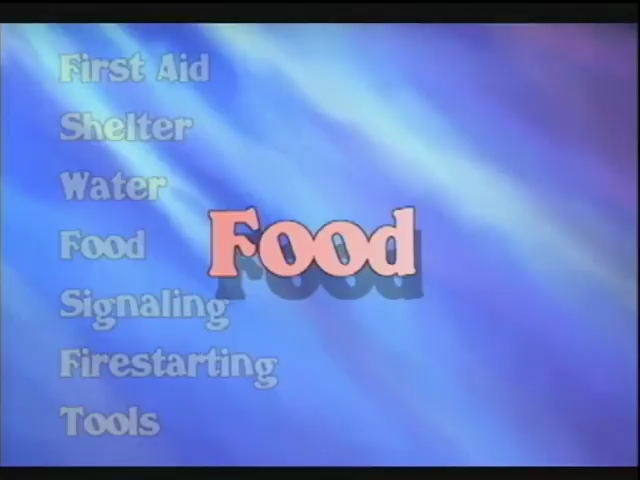 First Aid
Shelter
Water
Food
Food
Signaling
Firestarting
Tools